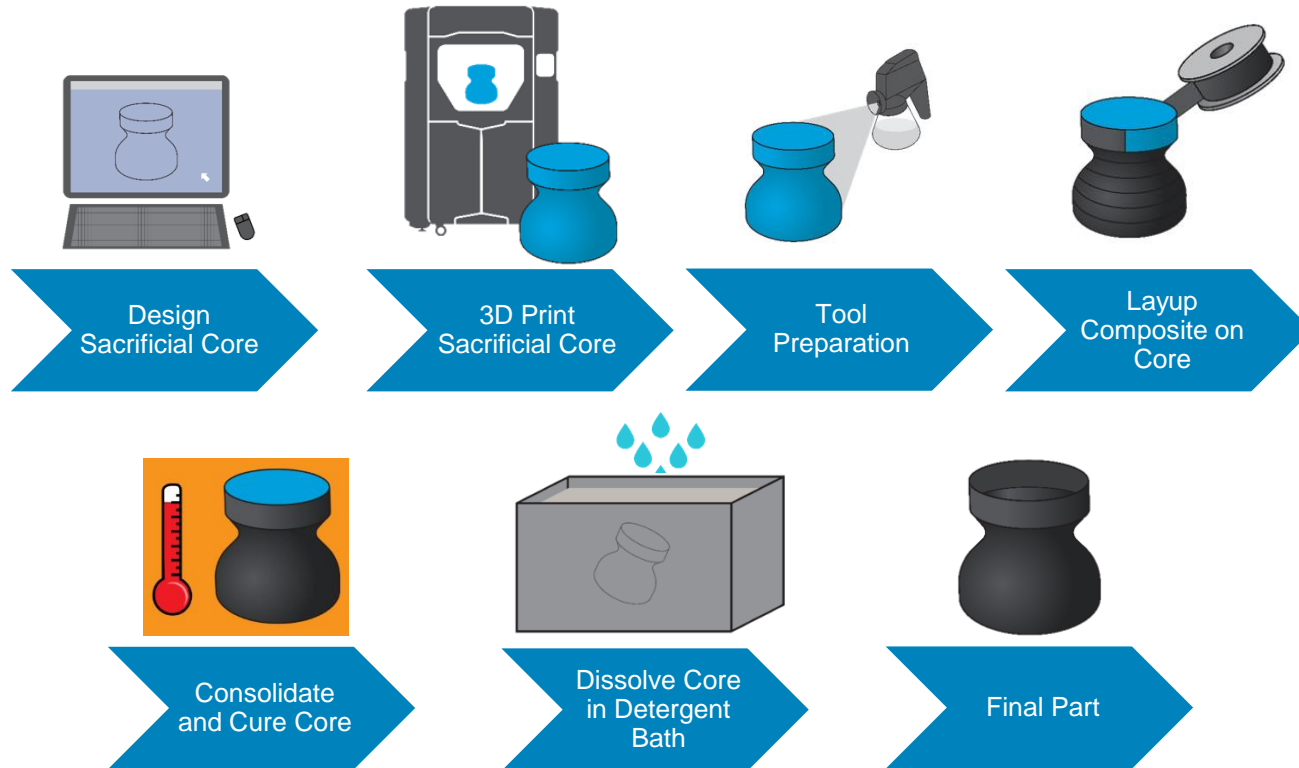 Design
Sacrificial Core
3D Print
Sacrificial Core
Tool
Preparation
Layup
Composite on
Core
Consolidate
and Cure Core
Dissolve Core
in Detergent
Bath
Final Part